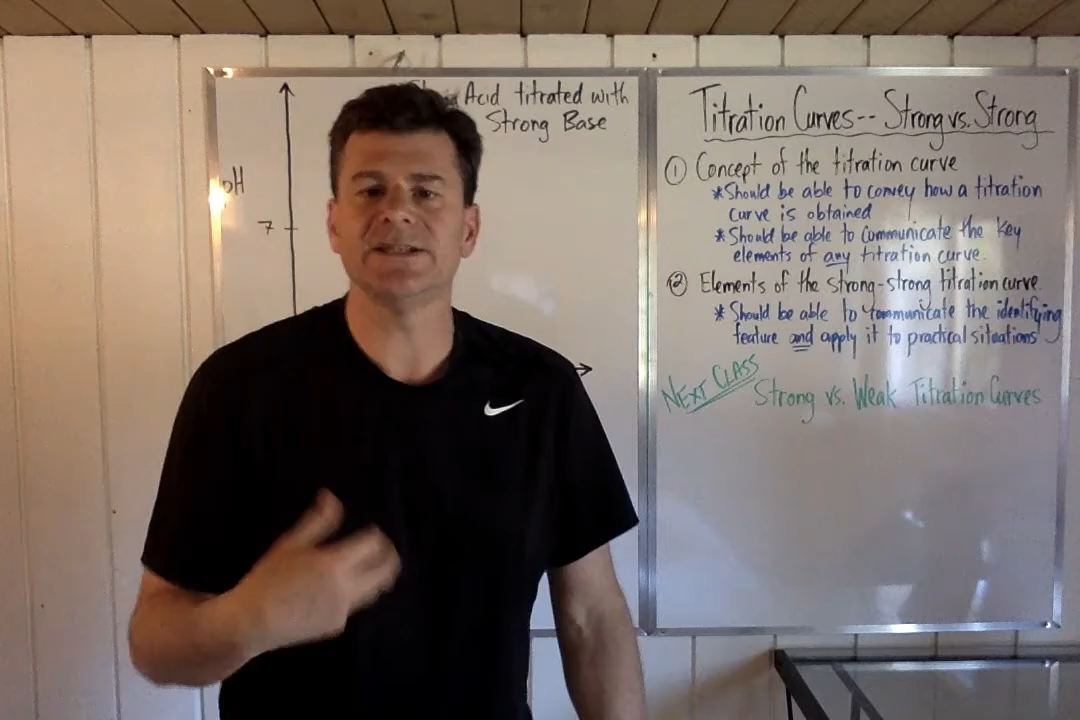 Acid titrated with
Strong Base
pH
7
Titration Curves-- Strong vs. Strong
① Concept of the titration curve
*Should be able to convey how a titration
curve is obtained
*Should be able to communicate the key
elements of any titration curve.
② Elements of the strong-strong titration curve.
* Should be able to communicate the identifying
feature and apply it to practical situations
NEXT CLASS Strong vs. Weak Titration Curves